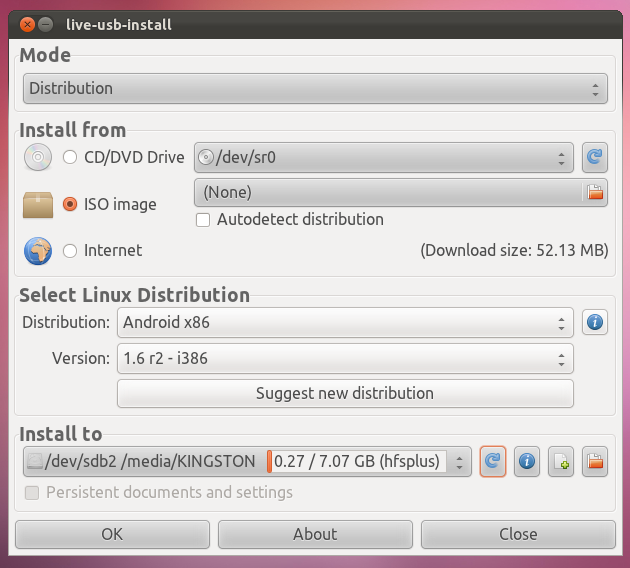 live-usb-install
Mode
Distribution
Install from
CD/DVD Drive /dev/sr0
ISO image (None)
Autodetect distribution
Internet (Download size: 52.13 MB)
Select Linux Distribution
Distribution: Android x86
Version: 1.6 r2 - i386
Suggest new distribution
Install to
/dev/sdb2 /media/KINGSTON 0.27 / 7.07 GB (hfsplus)
Persistent documents and settings
OK About Close